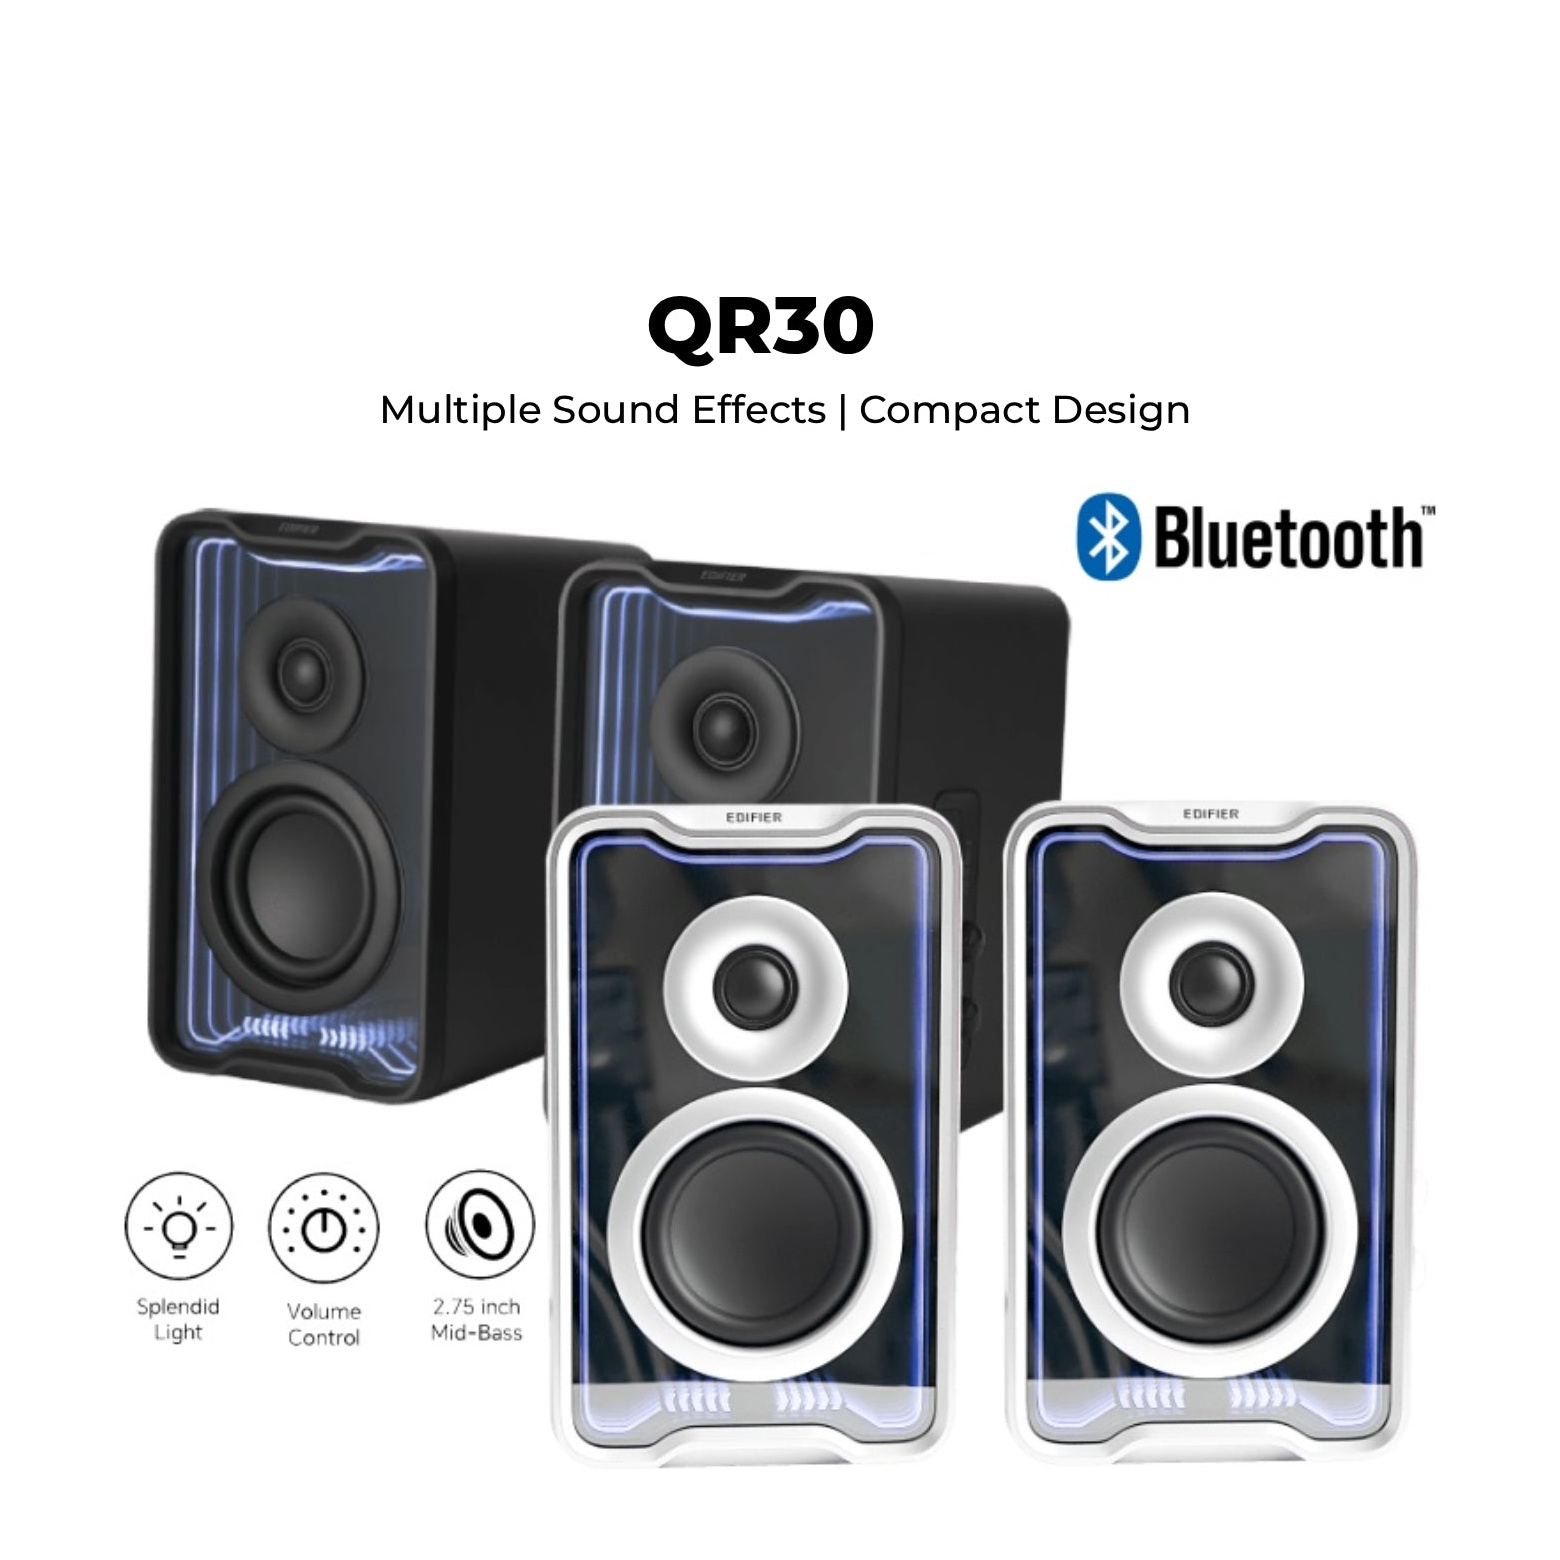 QR30
Multiple Sound Effects | Compact Design
Bluetooth™
EDIFIER
EDIFIER
EDIFIER
EDIFIER
Splendid
Light
Volume
Control
2.75 inch
Mid-Bass